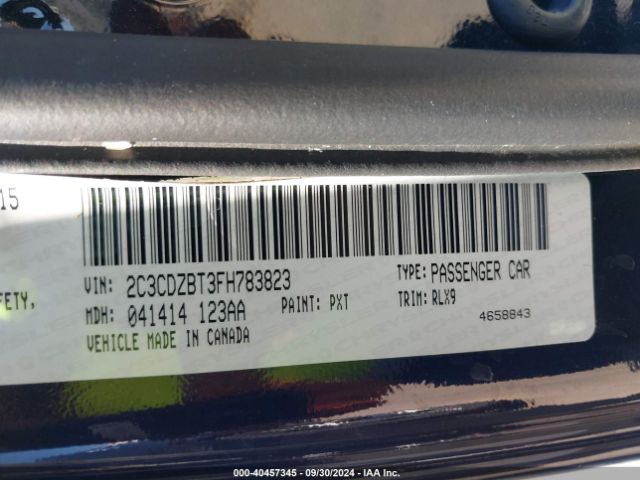 15
VIN: 2C3CDZBT3FH783823 TYPE: PASSENGER CAR
ETY, MDH: 041414 123AA PAINT: PXT TRIM: RLX9
VEHICLE MADE IN CANADA 4658843
000-40457345 - 09/30/2024 - IAA Inc.